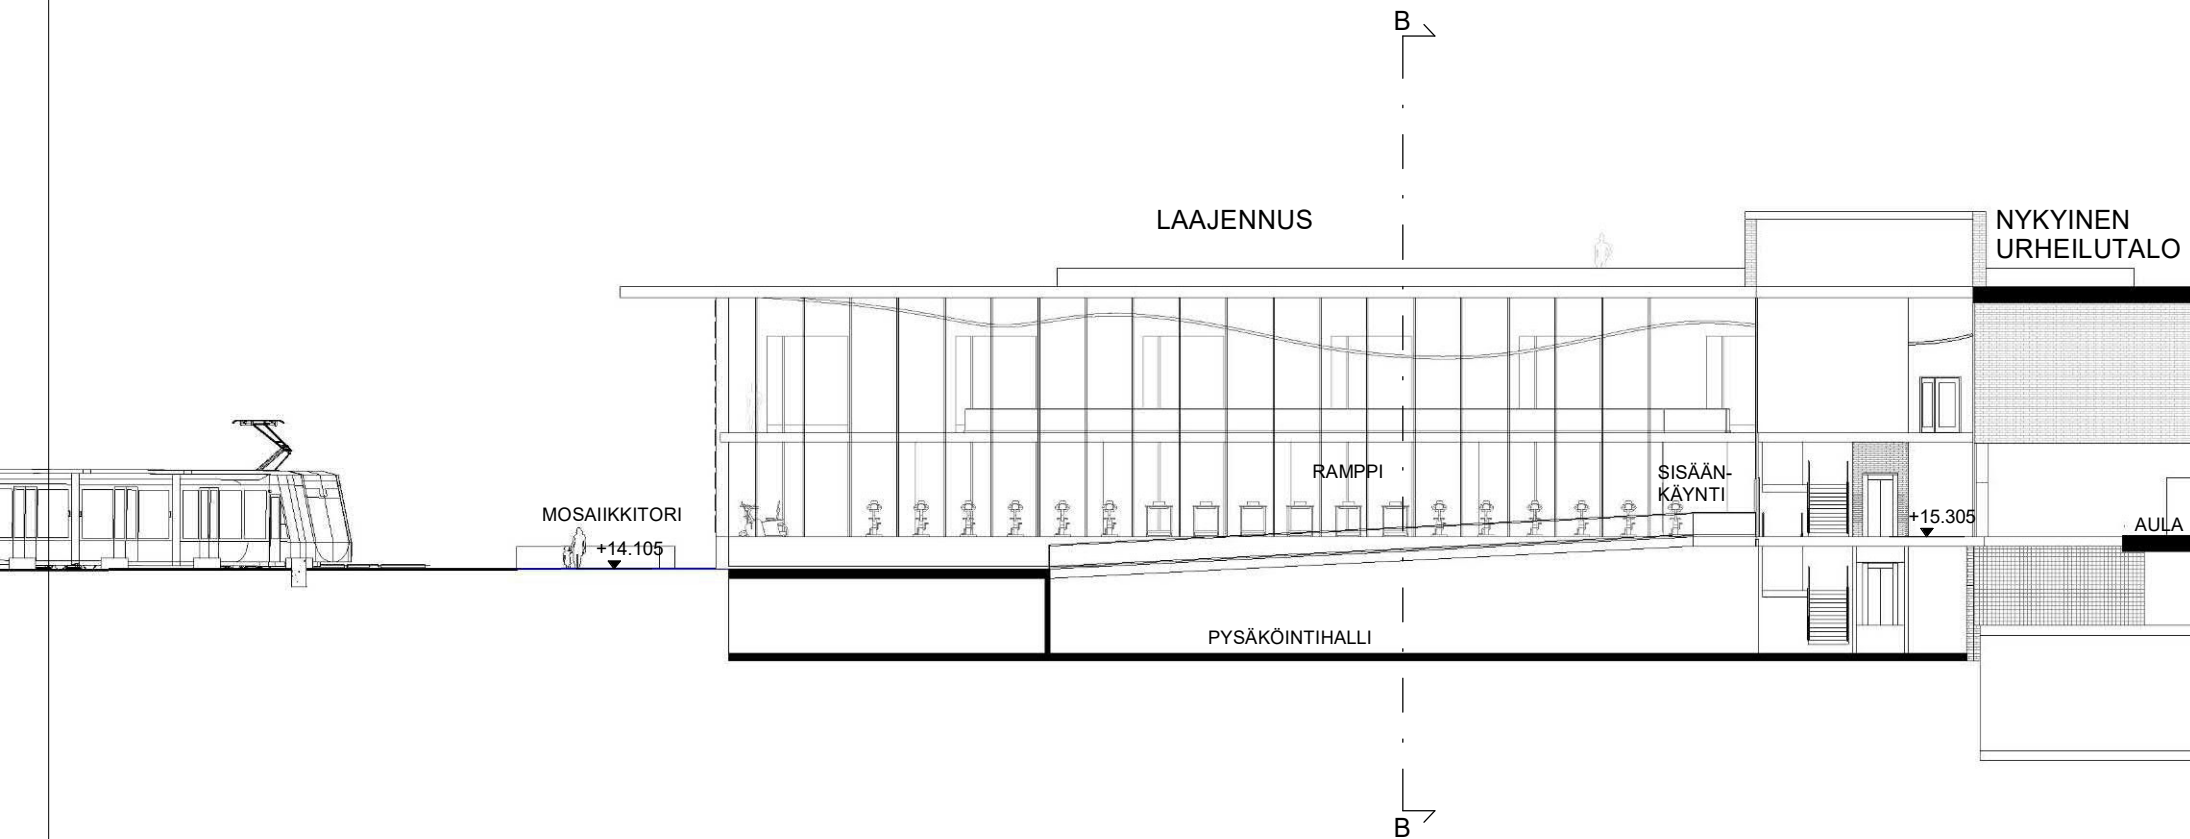 B
LAAJENNUS
NYKYINEN
URHEILUTALO
RAMPPI
SISÄÄN-
KÄYNTI
MOSAIIKKITORI
+14.105
+15.305
AULA
PYSÄKÖINTIHALLI
B